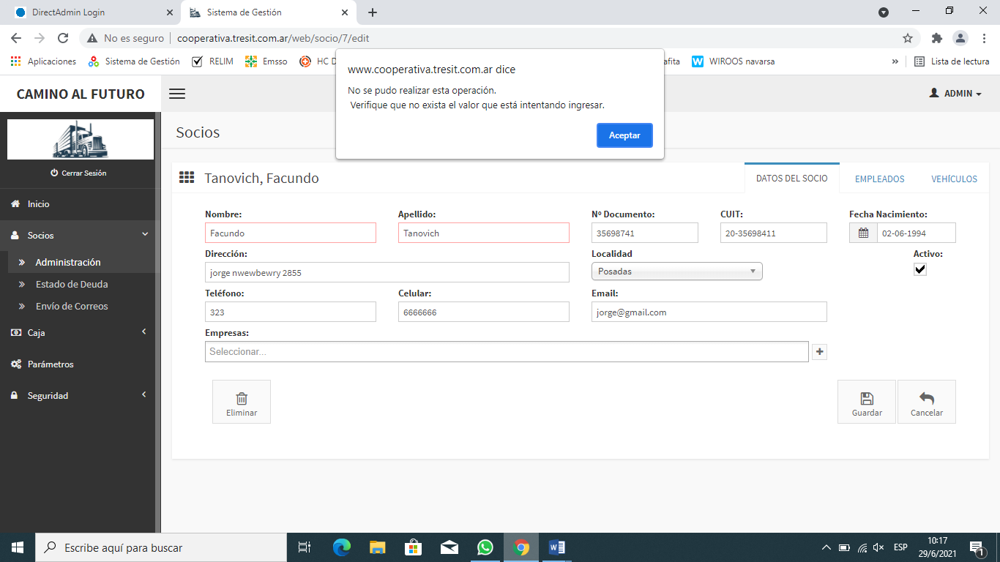 DirectAdmin Login
Sistema de Gestión
No es seguro | cooperativa.tresit.com.ar/web/socio/7/edit
Aplicaciones Sistema de Gestión RELIM Emsso HC D afita WIROOS navarsa » Lista de lectura
www.cooperativa.tresit.com.ar dice
No se pudo realizar esta operación.
Verifique que no exista el valor que está intentando ingresar.
Aceptar
CAMINO AL FUTURO
ADMIN
Cerrar Sesión
Inicio
Socios
Administración
Estado de Deuda
Envío de Correos
Caja
Parámetros
Seguridad
Socios
Tanovich, Facundo
DATOS DEL SOCIO EMPLEADOS VEHÍCULOS
Nombre: Apellido: Nº Documento: CUIT: Fecha Nacimiento:
Facundo Tanovich 35698741 20-35698411 02-06-1994
Dirección: Localidad Activo:
jorge nwewbewry 2855 Posadas
Teléfono: Celular: Email:
323 6666666 jorge@gmail.com
Empresas:
Seleccionar...
Eliminar Guardar Cancelar
Escribe aquí para buscar
ESP
10:17
29/6/2021
1